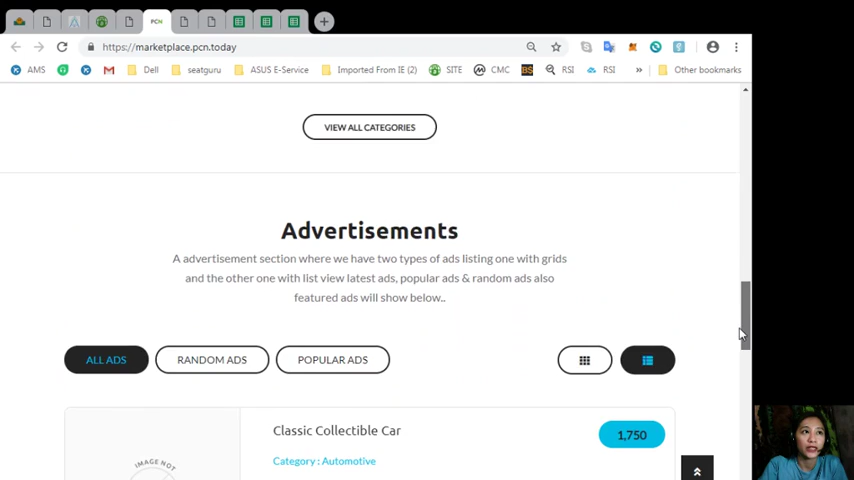 PCN
https://marketplace.pcn.today
AMS
Dell
seatguru
ASUS E-Service
Imported From IE (2)
SITE
CMC
BS
RSI
RSI
»
Other bookmarks
VIEW ALL CATEGORIES
Advertisements
A advertisement section where we have two types of ads listing one with grids
and the other one with list view latest ads, popular ads & random ads also
featured ads will show below..
ALL ADS
RANDOM ADS
POPULAR ADS
Classic Collectible Car
1,750
Category : Automotive
IMAGE NOT